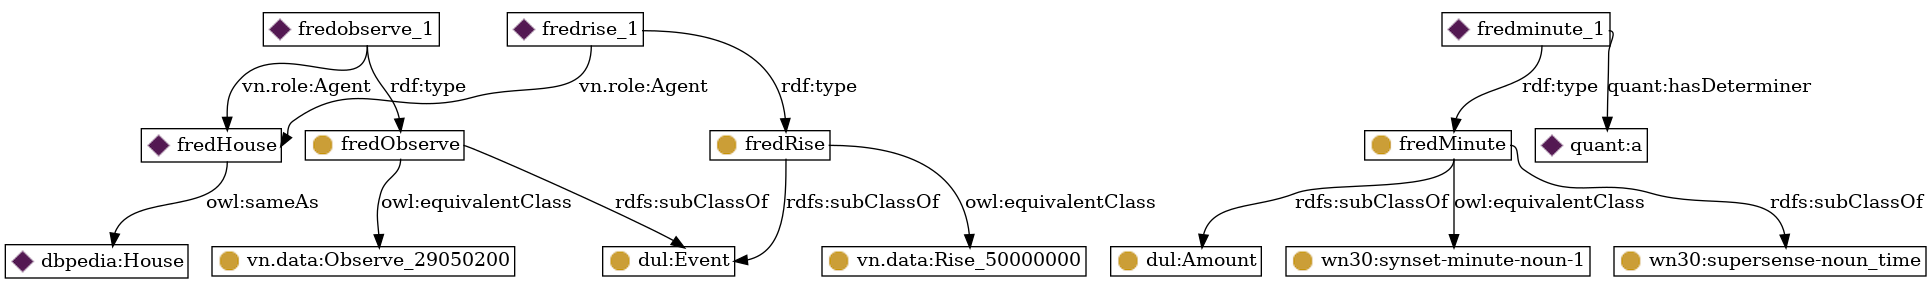 fredobserve_1
fredrise_1
fredminute_1
vn.role:Agent
rdf:type
vn.role:Agent
rdf:type
rdf:type
quant:hasDeterminer
fredHouse
fredObserve
fredRise
fredMinute
quant:a
owl:sameAs
owl:equivalentClass
rdfs:subClassOf
rdfs:subClassOf
owl:equivalentClass
rdfs:subClassOf
owl:equivalentClass
rdfs:subClassOf
dbpedia:House
vn.data:Observe_29050200
dul:Event
vn.data:Rise_50000000
dul:Amount
wn30:synset-minute-noun-1
wn30:supersense-noun_time